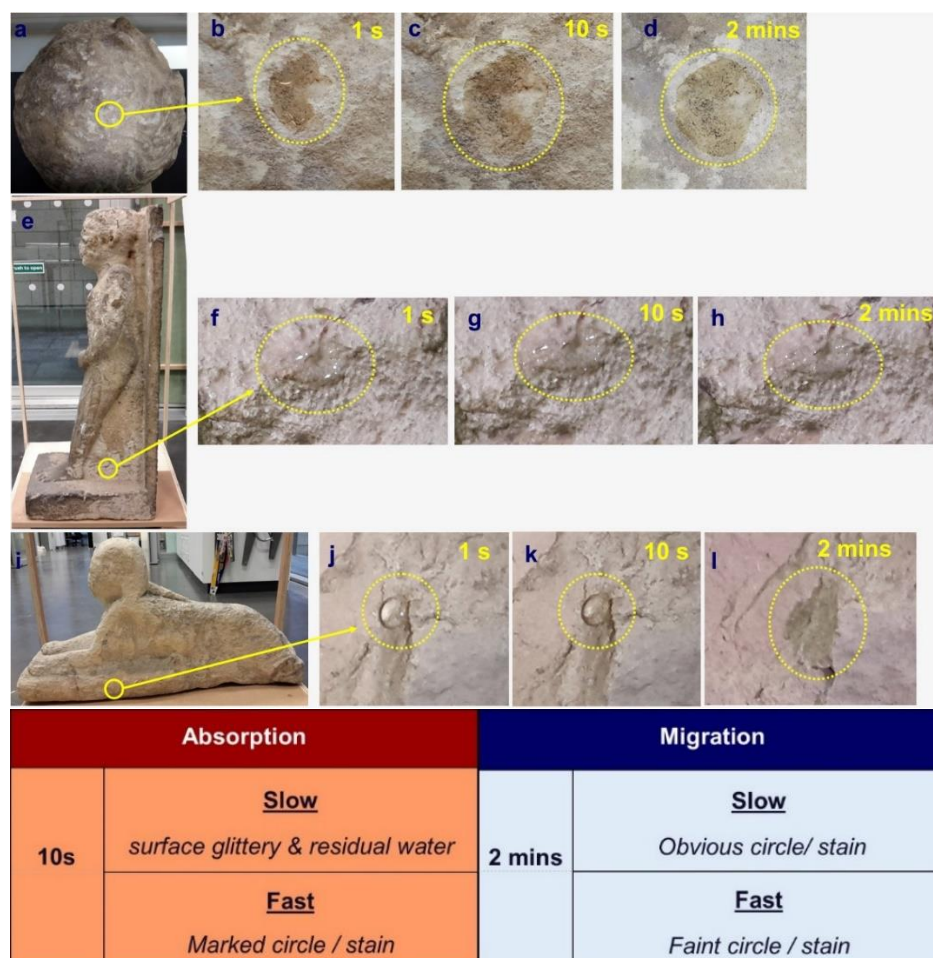 a
b
1 s
c
10 s
d
2 mins
e
f
1 s
g
10 s
h
2 mins
i
j
1 s
k
10 s
l
2 mins
Absorption
Migration
10s
Slow
surface glittery & residual water
Fast
Marked circle / stain
2 mins
Slow
Obvious circle/ stain
Fast
Faint circle / stain